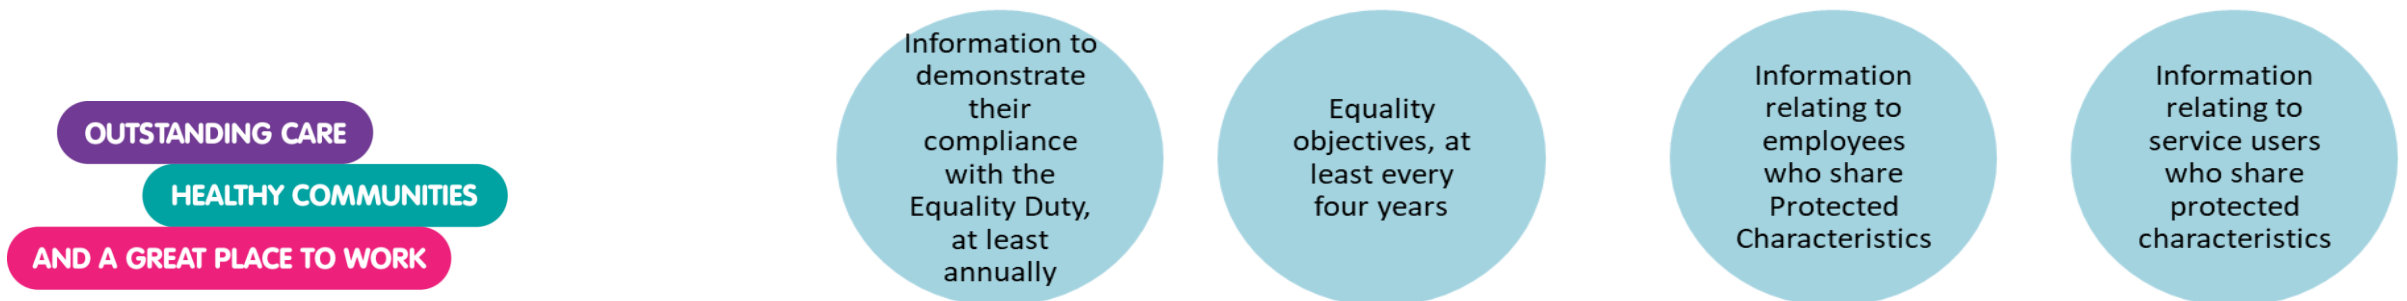 OUTSTANDING CARE
HEALTHY COMMUNITIES
AND A GREAT PLACE TO WORK
Information to
demonstrate
their
compliance
with the
Equality Duty,
at least
annually
Equality
objectives, at
least every
four years
Information
relating to
employees
who share
Protected
Characteristics
Information
relating to
service users
who share
protected
characteristics